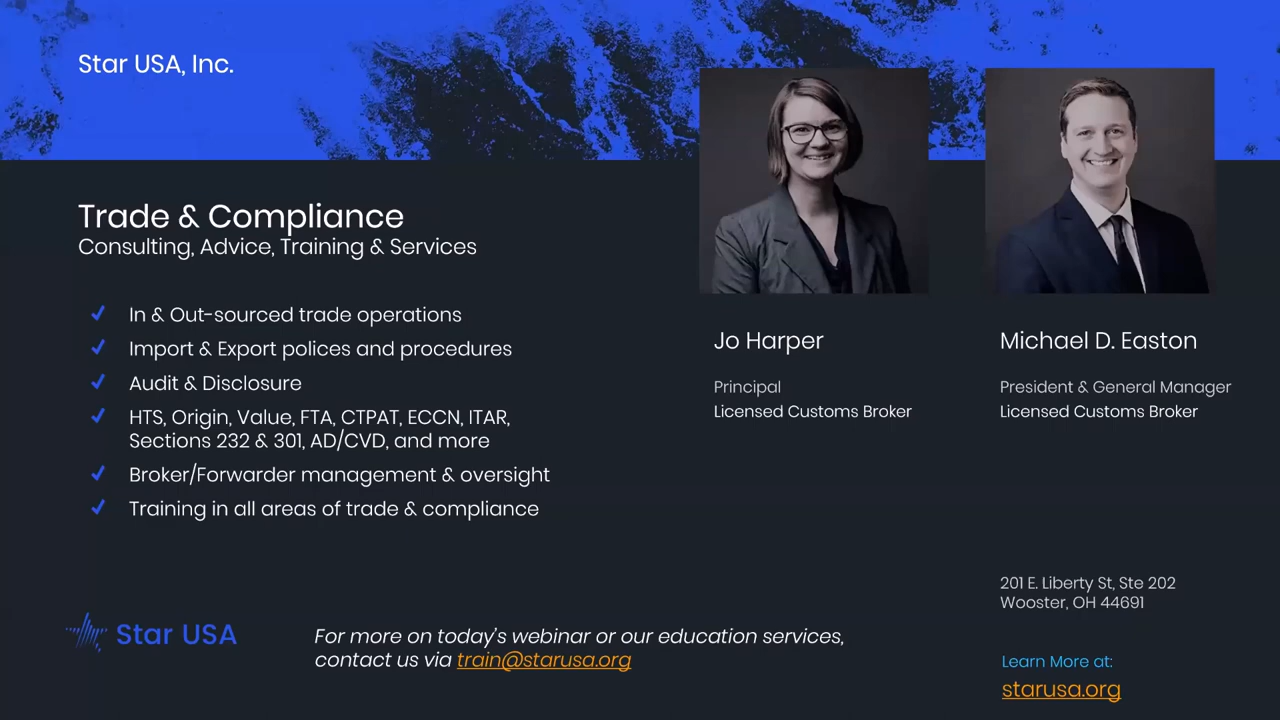 Star USA, Inc.
Trade & Compliance
Consulting, Advice, Training & Services
In & Out-sourced trade operations
Import & Export polices and procedures
Audit & Disclosure
HTS, Origin, Value, FTA, CTPAT, ECCN, ITAR,
Sections 232 & 301, AD/CVD, and more
Broker/Forwarder management & oversight
Training in all areas of trade & compliance
Jo Harper
Principal
Licensed Customs Broker
Michael D. Easton
President & General Manager
Licensed Customs Broker
Star USA
For more on today's webinar or our education services,
contact us via train@starusa.org
201 E. Liberty St, Ste 202
Wooster, OH 44691
Learn More at:
starusa.org